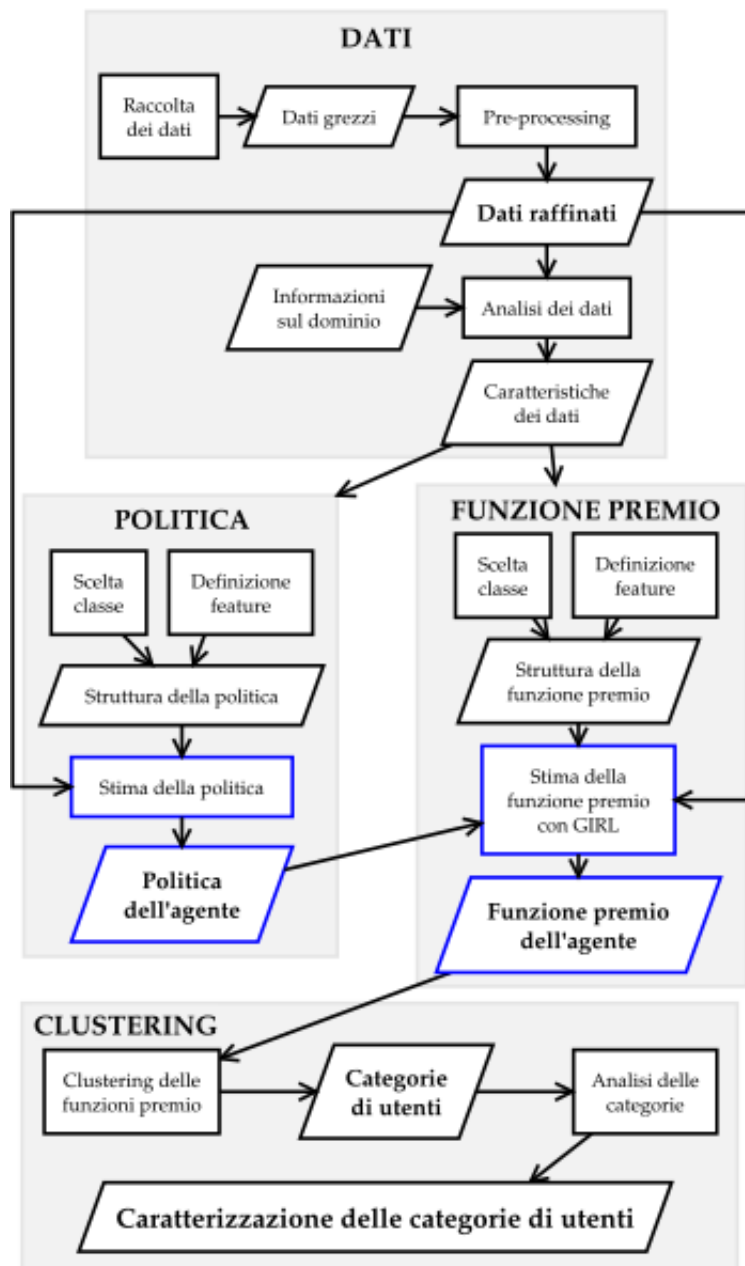 DATI
Raccolta
dei dati
Dati grezzi
Pre-processing
Dati raffinati
Informazioni
sul dominio
Analisi dei dati
Caratteristiche
dei dati
POLITICA
Scelta
classe
Definizione
feature
Struttura della politica
Stima della politica
Politica
dell'agente
FUNZIONE PREMIO
Scelta
classe
Definizione
feature
Struttura della
funzione premio
Stima della
funzione premio
con GIRL
Funzione premio
dell'agente
CLUSTERING
Clustering delle
funzioni premio
Categorie
di utenti
Analisi delle
categorie
Caratterizzazione delle categorie di utenti